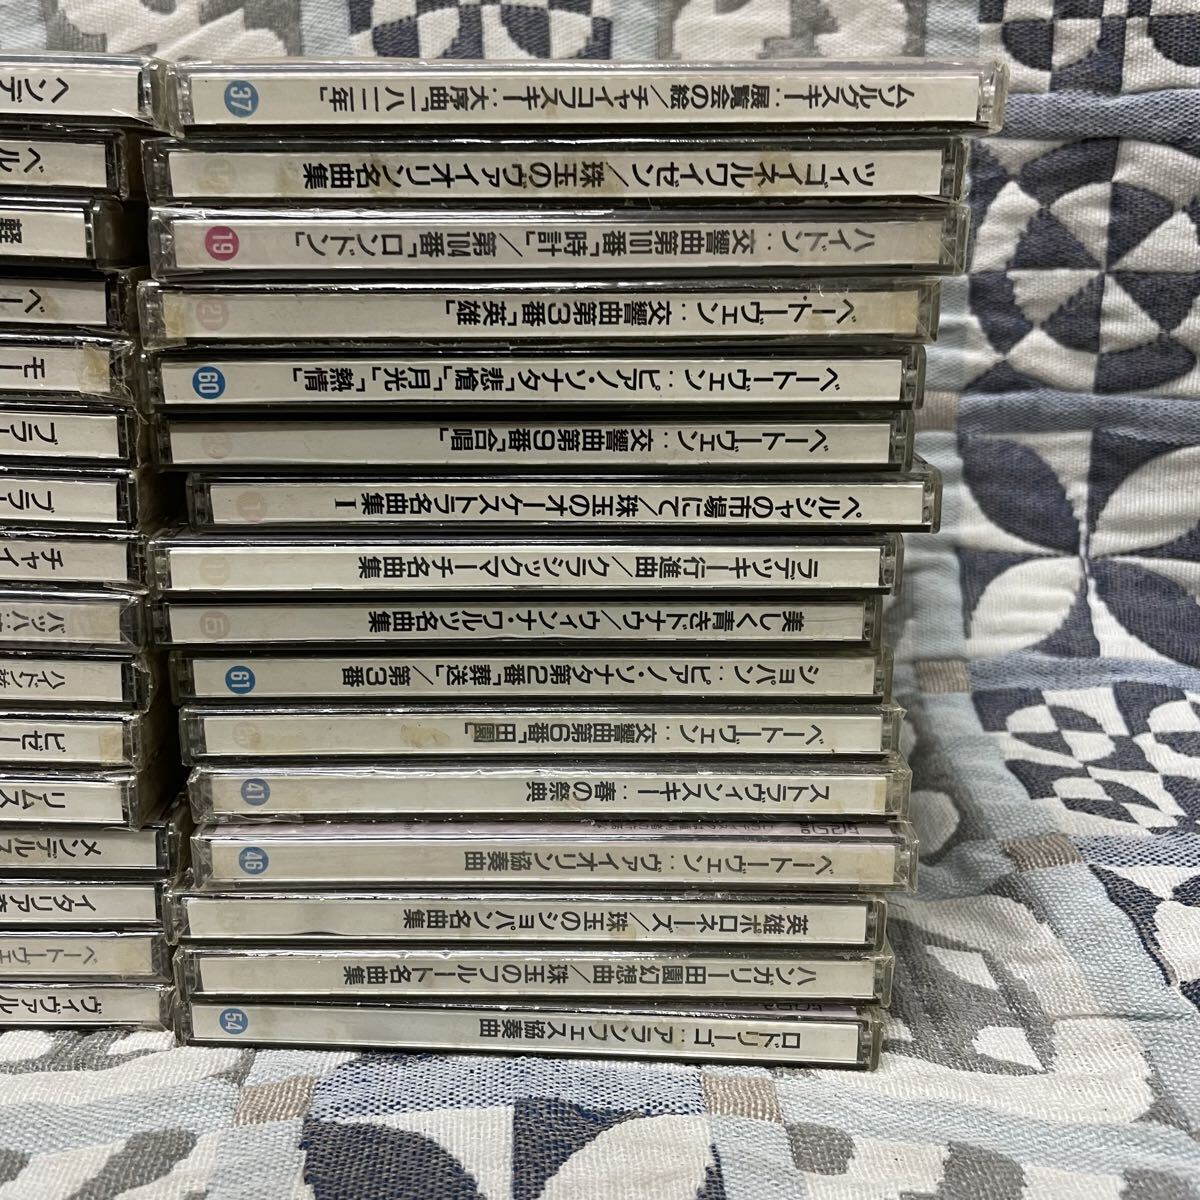 ムソルグスキー:展覧会の絵/チャイコフスキー:大序曲「一八一二年」 37
ツィゴイネルワイゼン/珠玉のヴァイオリン名曲集
ハイドン:交響曲第101番「時計」/第104番「ロンドン」 19
ベートーヴェン:交響曲第3番「英雄」 21
ベートーヴェン:ピアノ・ソナタ「悲愴」「月光」「熱情」 60
ベートーヴェン:交響曲第9番「合唱」
ペルシャの市場にて/珠玉のオーケストラ名曲集 I
ラデツキー行進曲/クラシックマーチ名曲集 11
美しく青きドナウ/ウィンナ・ワルツ名曲集
ショパン:ピアノ・ソナタ第2番「葬送」/第3番 61
ベートーヴェン:交響曲第6番「田園」
ストラヴィンスキー:春の祭典 41
ベートーヴェン:ヴァイオリン協奏曲 46
英雄ポロネーズ/珠玉のショパン名曲集
ハンガリー田園幻想曲/珠玉のフルート名曲集
ロドリーゴ:アランフェス協奏曲 54
ヘンデ
ベル
軽
ベー
モー
ブラー
ブラー
チャイ
バッハ:
ハイドン/
ビゼー
リムス
メンデルス
イタリア
ベートーヴェ
ヴィヴァル